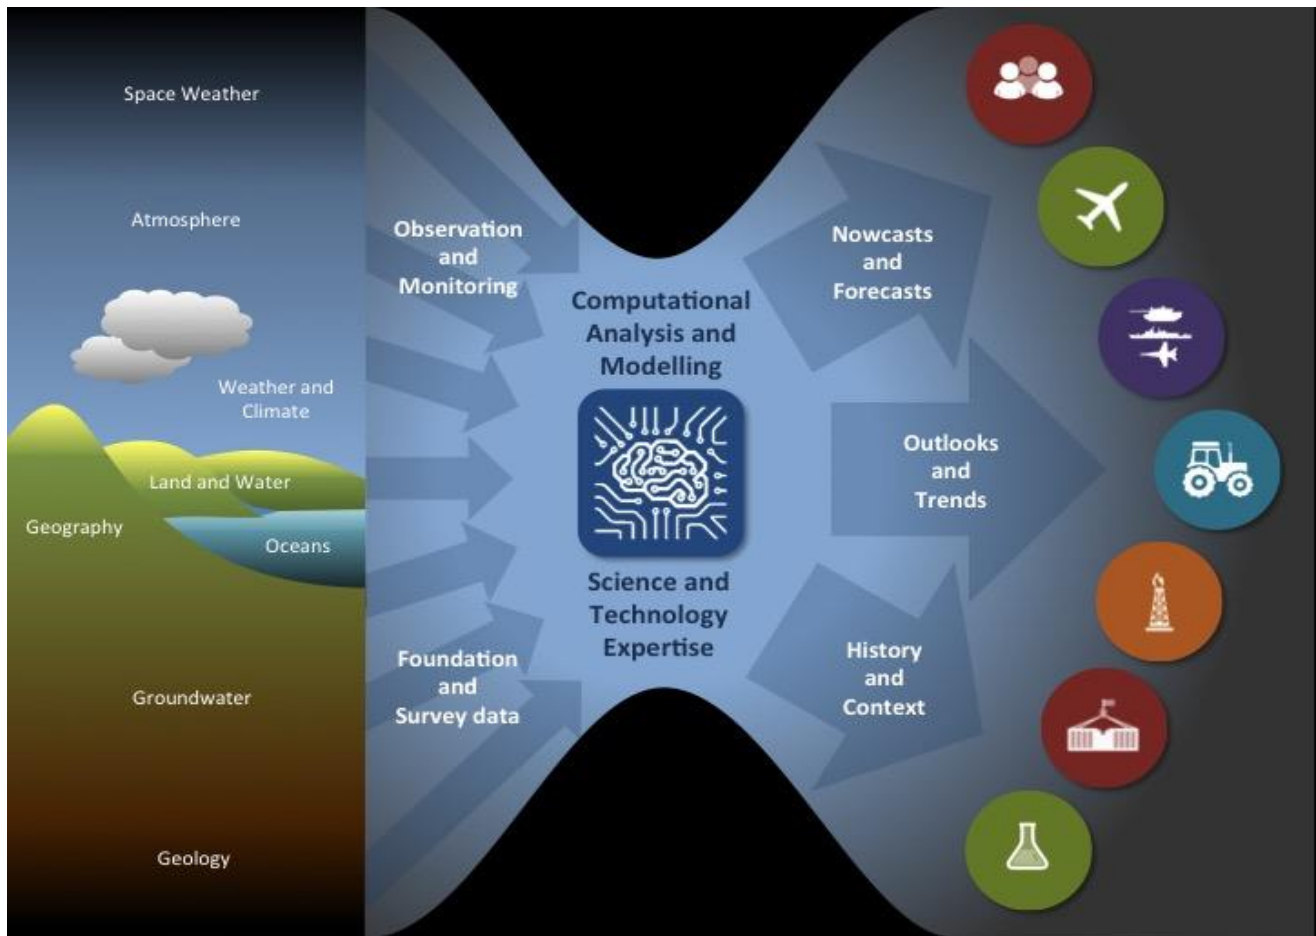 Space Weather
Atmosphere
Weather and
Climate
Land and Water
Geography
Oceans
Groundwater
Geology
Observation
and
Monitoring
Foundation
and
Survey data
Computational
Analysis and
Modelling
Science and
Technology
Expertise
Nowcasts
and
Forecasts
Outlooks
and
Trends
History
and
Context